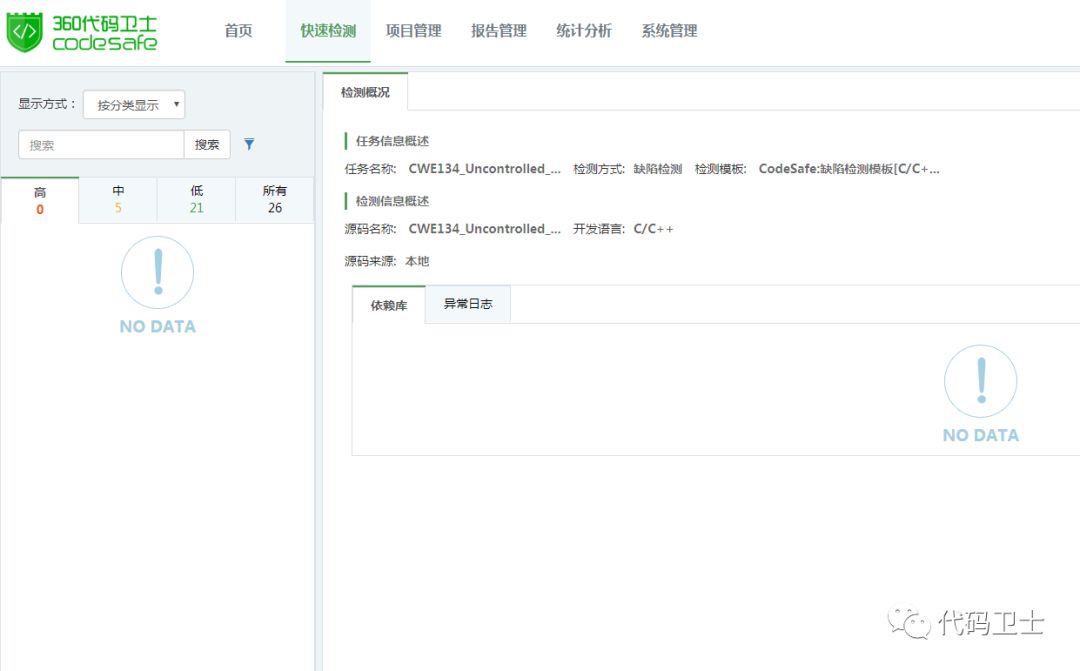 360代码卫士
codesafe
首页 快速检测 项目管理 报告管理 统计分析 系统管理
显示方式： 按分类显示
搜索 搜索
高 中 低 所有
0 5 21 26
NO DATA
检测概况
任务信息概述
任务名称: CWE134_Uncontrolled_... 检测方式: 缺陷检测 检测模板: CodeSafe:缺陷检测模板[C/C+...
检测信息概述
源码名称: CWE134_Uncontrolled_... 开发语言: C/C++
源码来源: 本地
依赖库 异常日志
NO DATA
代码卫士